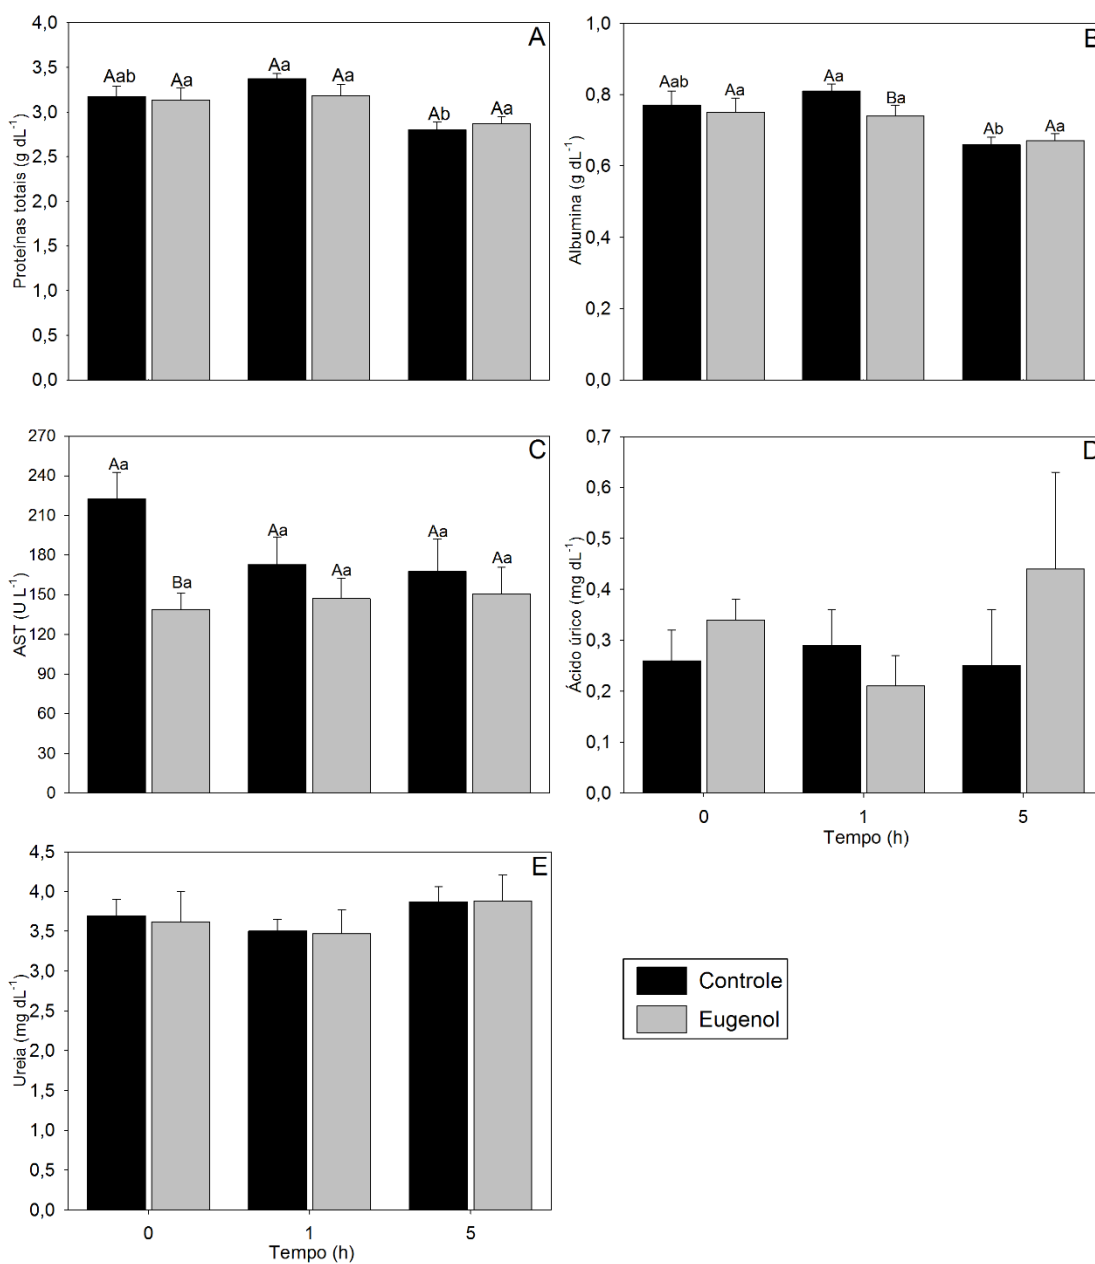 A
Proteínas totais (g dL-1)
4,0
3,5
3,0
2,5
2,0
1,5
1,0
0,5
0,0
Aab
Aa
Aa
Aa
Ab
Aa
B
Albumina (g dL-1)
1,0
0,8
0,6
0,4
0,2
0,0
Aab
Aa
Aa
Ba
Ab
Aa
C
AST (U L-1)
270
240
210
180
150
120
90
60
30
0
Aa
Ba
Aa
Aa
Aa
Aa
D
Ácido úrico (mg dL-1)
0,7
0,6
0,5
0,4
0,3
0,2
0,1
0,0
0 1 5
Tempo (h)
E
Ureia (mg dL-1)
4,5
4,0
3,5
3,0
2,5
2,0
1,5
1,0
0,5
0,0
0 1 5
Tempo (h)
Controle
Eugenol